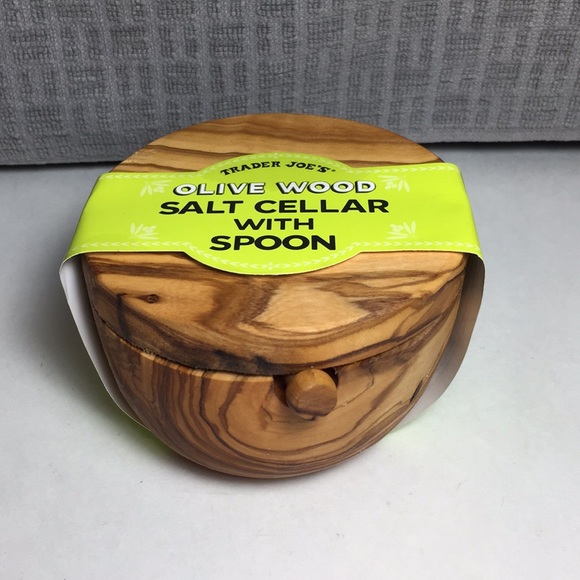 TRADER JOE'S®
OLIVE WOOD
SALT CELLAR
WITH
SPOON